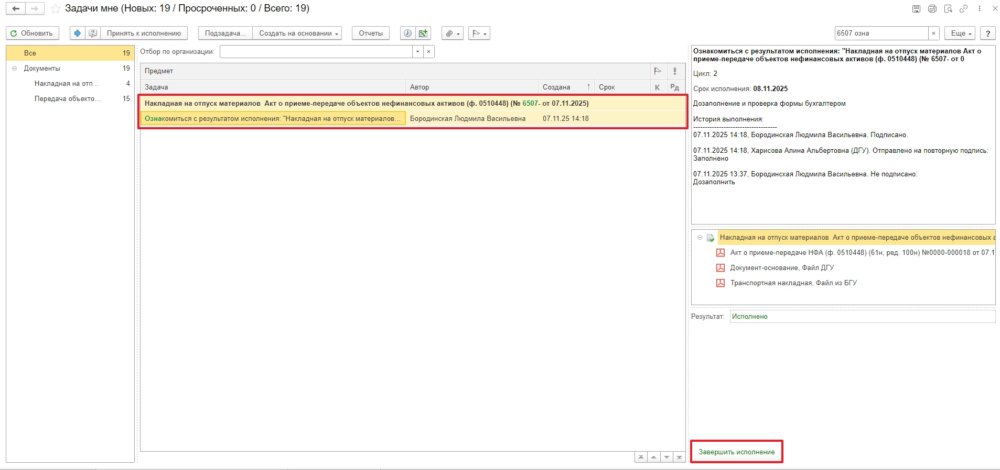 Задачи мне (Новых: 19 / Просроченных: 0 / Всего: 19)
Обновить
Принять к исполнению
Подзадача...
Создать на основании
Отчеты
6507 озна
×
Еще
?
Все 19
Документы 19
Накладная на отп... 4
Передача объекто... 15
Отбор по организации:
×
Предмет
!
Задача Автор Создана ↑ Срок К Рд
Накладная на отпуск материалов Акт о приеме-передаче объектов нефинансовых активов (ф. 0510448) (№ 6507- от 07.11.2025)
Ознакомиться с результатом исполнения: "Накладная на отпуск материалов... Бородинская Людмила Васильевна 07.11.25 14:18
Ознакомиться с результатом исполнения: "Накладная на отпуск материалов Акт о
приеме-передаче объектов нефинансовых активов (ф. 0510448) (№ 6507- от 0
Цикл: 2
Срок исполнения: 08.11.2025
Дозаполнение и проверка формы бухгалтером
История выполнения:
------------------------------------
07.11.2025 14:18, Бородинская Людмила Васильевна. Подписано.
07.11.2025 14:18, Харисова Алина Альбертовна (ДГУ). Отправлено на повторную подпись:
Заполнено
07.11.2025 13:37, Бородинская Людмила Васильевна. Не подписано:
Дозаполнить
Накладная на отпуск материалов Акт о приеме-передаче объектов нефинансовых а
Акт о приеме-передаче НФА (ф. 0510448) (61н, ред. 100н) №0000-000018 от 07.1
Документ-основание, Файл ДГУ
Транспортная накладная, Файл из БГУ
Результат: Исполнено
Завершить исполнение